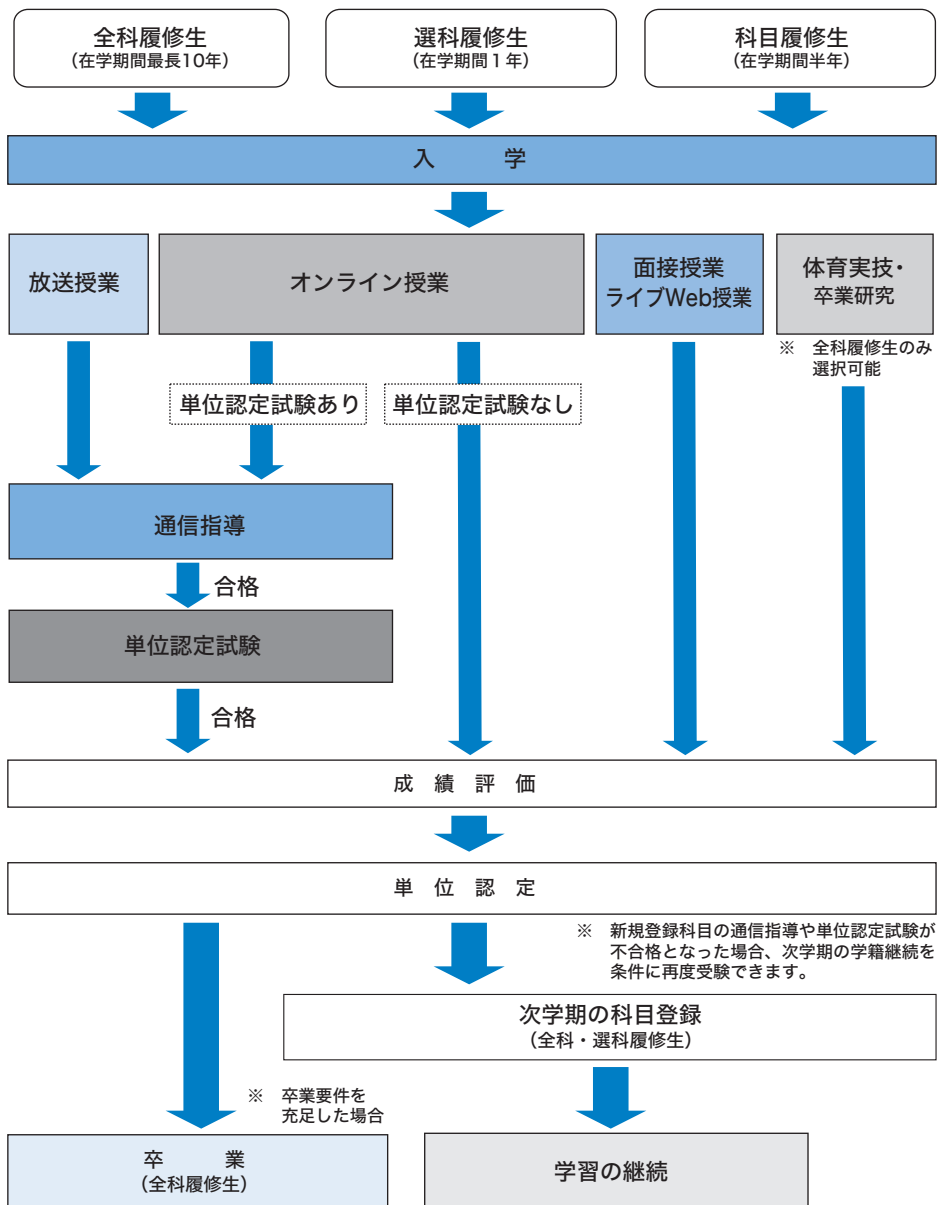 全科履修生
（在学期間最長10年）
選科履修生
（在学期間１年）
科目履修生
（在学期間半年）
入　　　学
放送授業
オンライン授業
面接授業
ライブWeb授業
体育実技・
卒業研究
※　全科履修生のみ
選択可能
単位認定試験あり
単位認定試験なし
通信指導
合格
単位認定試験
合格
成　績　評　価
単　位　認　定
※　新規登録科目の通信指導や単位認定試験が
不合格となった場合、次学期の学籍継続を
条件に再度受験できます。
次学期の科目登録
（全科・選科履修生）
※　卒業要件を
充足した場合
卒　　　業
（全科履修生）
学習の継続